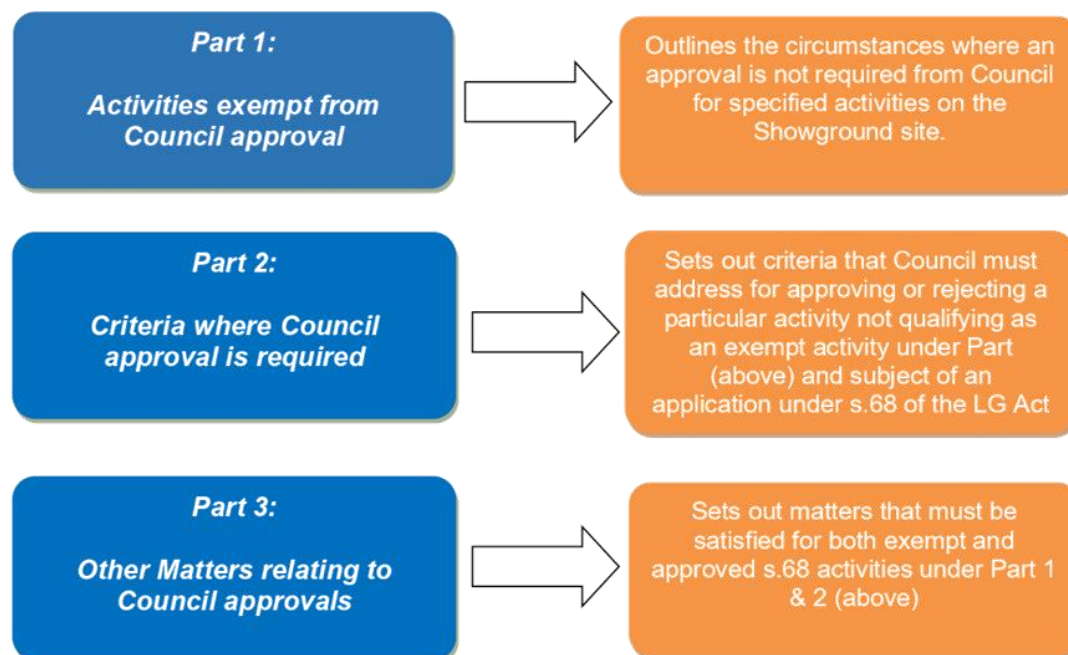 Part 1:
Activities exempt from
Council approval
Outlines the circumstances where an
approval is not required from Council
for specified activities on the
Showground site.
Part 2:
Criteria where Council
approval is required
Sets out criteria that Council must
address for approving or rejecting a
particular activity not qualifying as
an exempt activity under Part
(above) and subject of an
application under s.68 of the LG Act
Part 3:
Other Matters relating to
Council approvals
Sets out matters that must be
satisfied for both exempt and
approved s.68 activities under Part 1
& 2 (above)